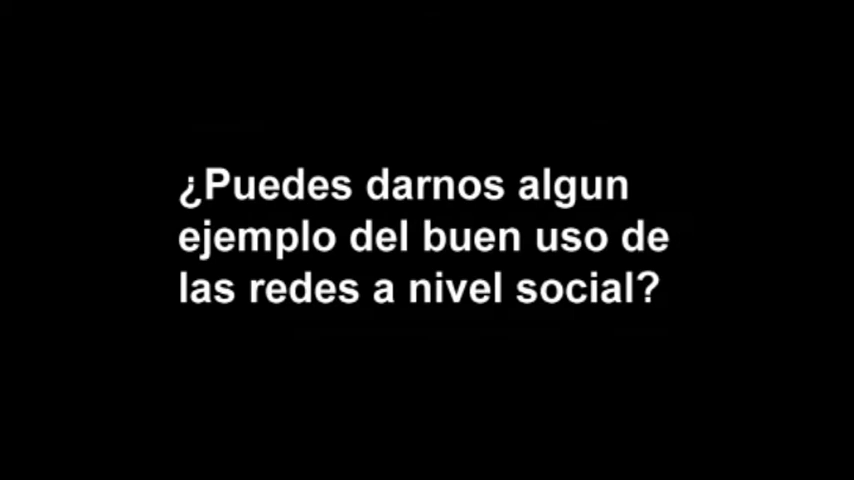 ¿Puedes darnos algun
ejemplo del buen uso de
las redes a nivel social?